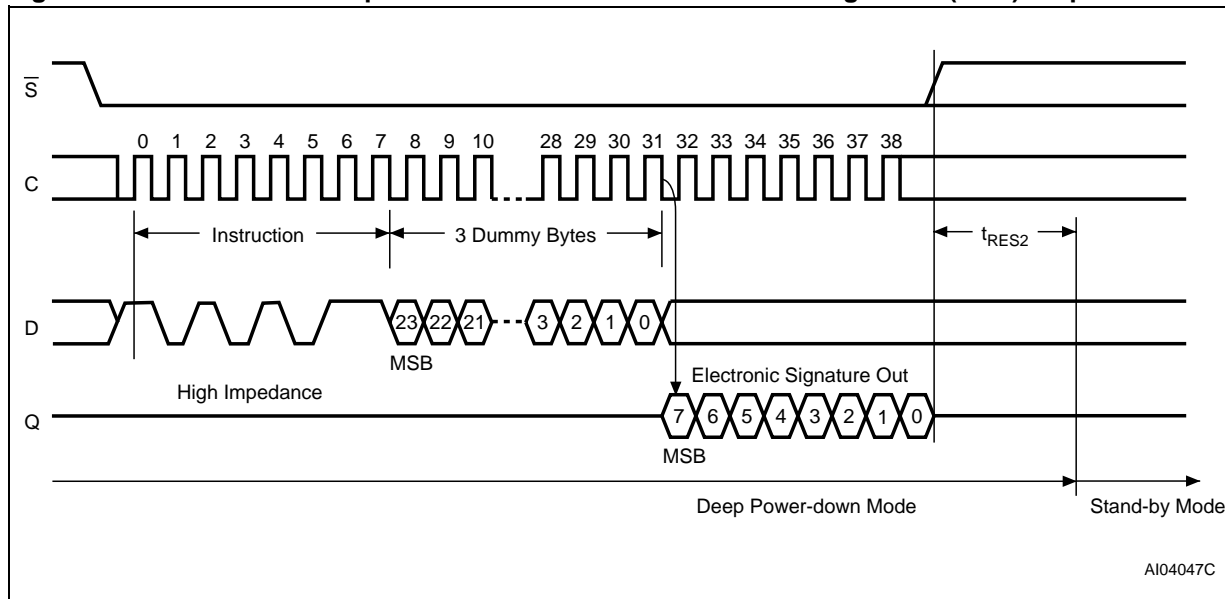 S
0 1 2 3 4 5 6 7 8 9 10 28 29 30 31 32 33 34 35 36 37 38
C
Instruction 3 Dummy Bytes tRES2
D 23 22 21 3 2 1 0
MSB
High Impedance Electronic Signature Out
Q 7 6 5 4 3 2 1 0
MSB
Deep Power-down Mode Stand-by Mode
AI04047C